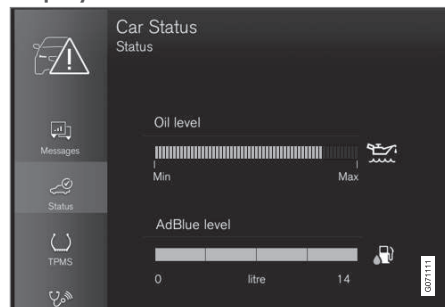 Car Status
Status
Messages
Status
TPMS
Oil level
Min Max
AdBlue level
0 litre 14
G071111